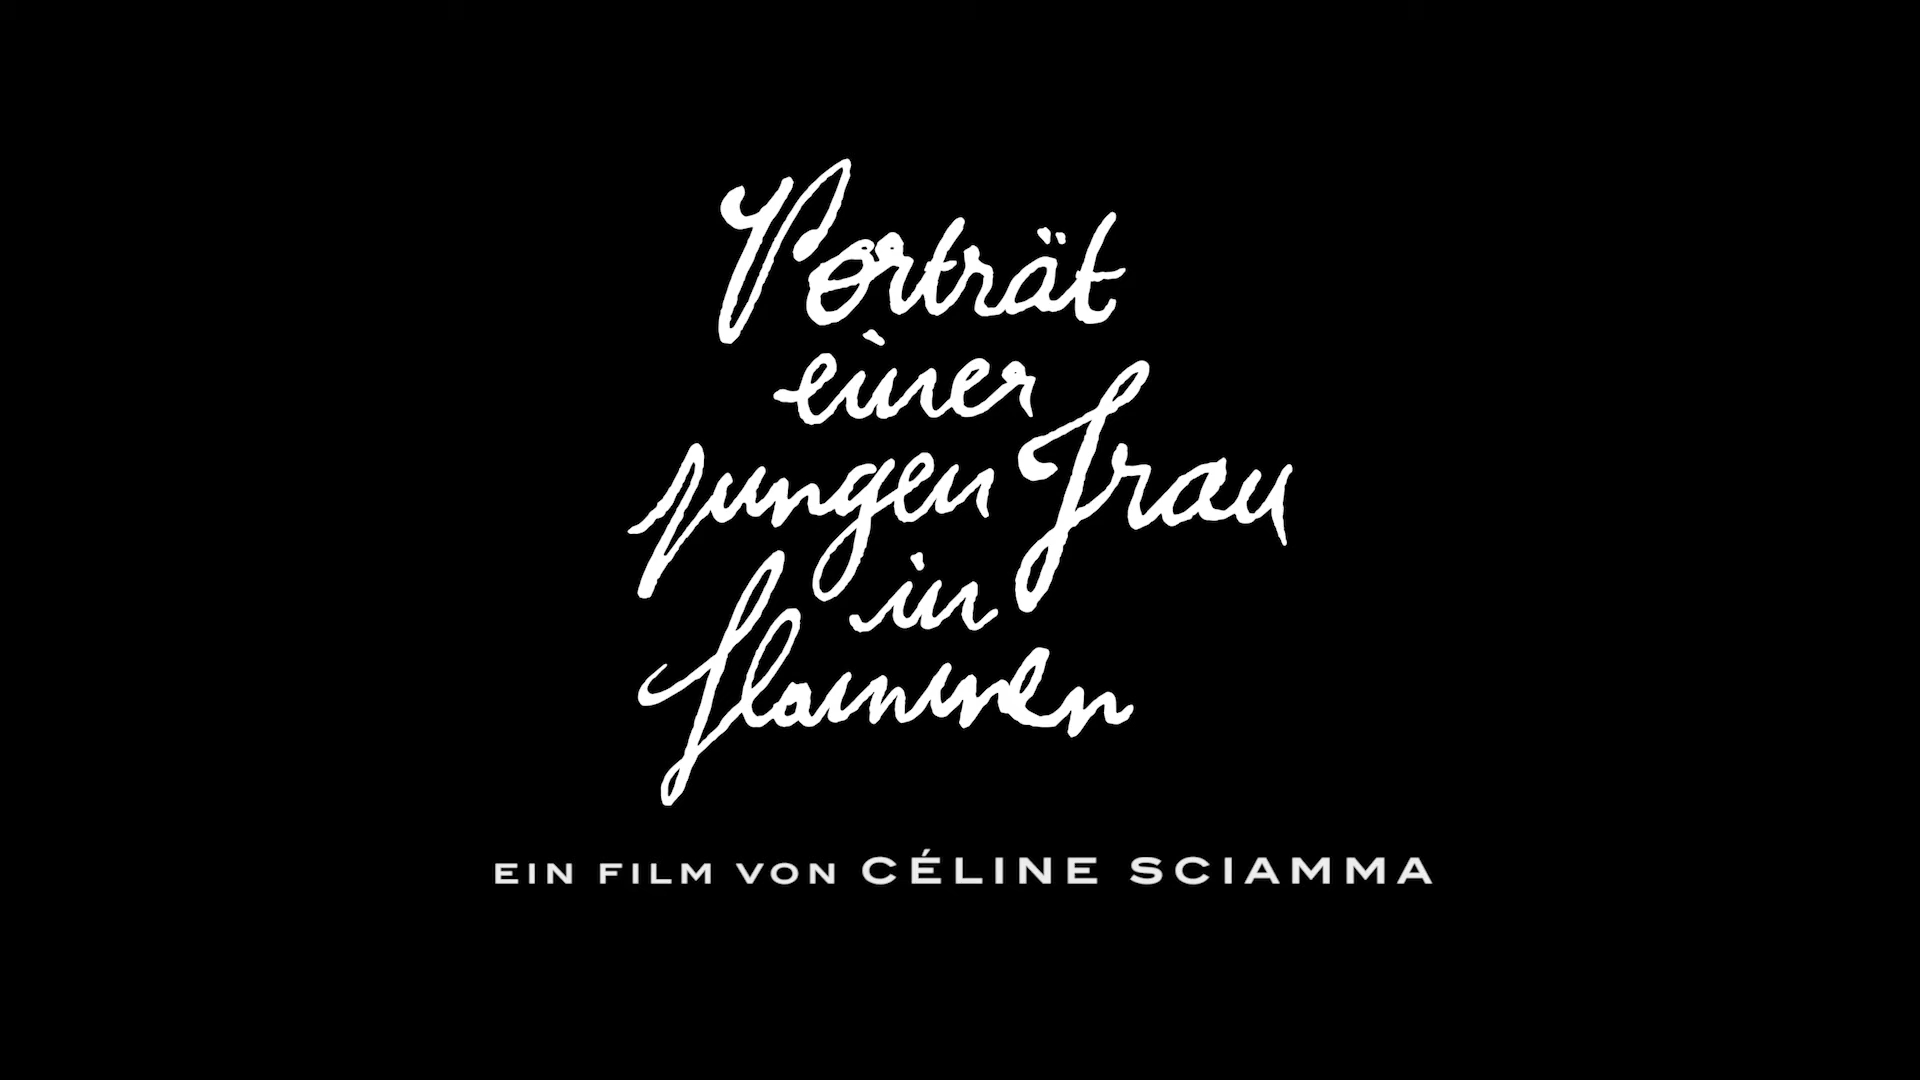 Porträt
einer
jungen Frau
in
Flammen
EIN FILM VON CÉLINE SCIAMMA